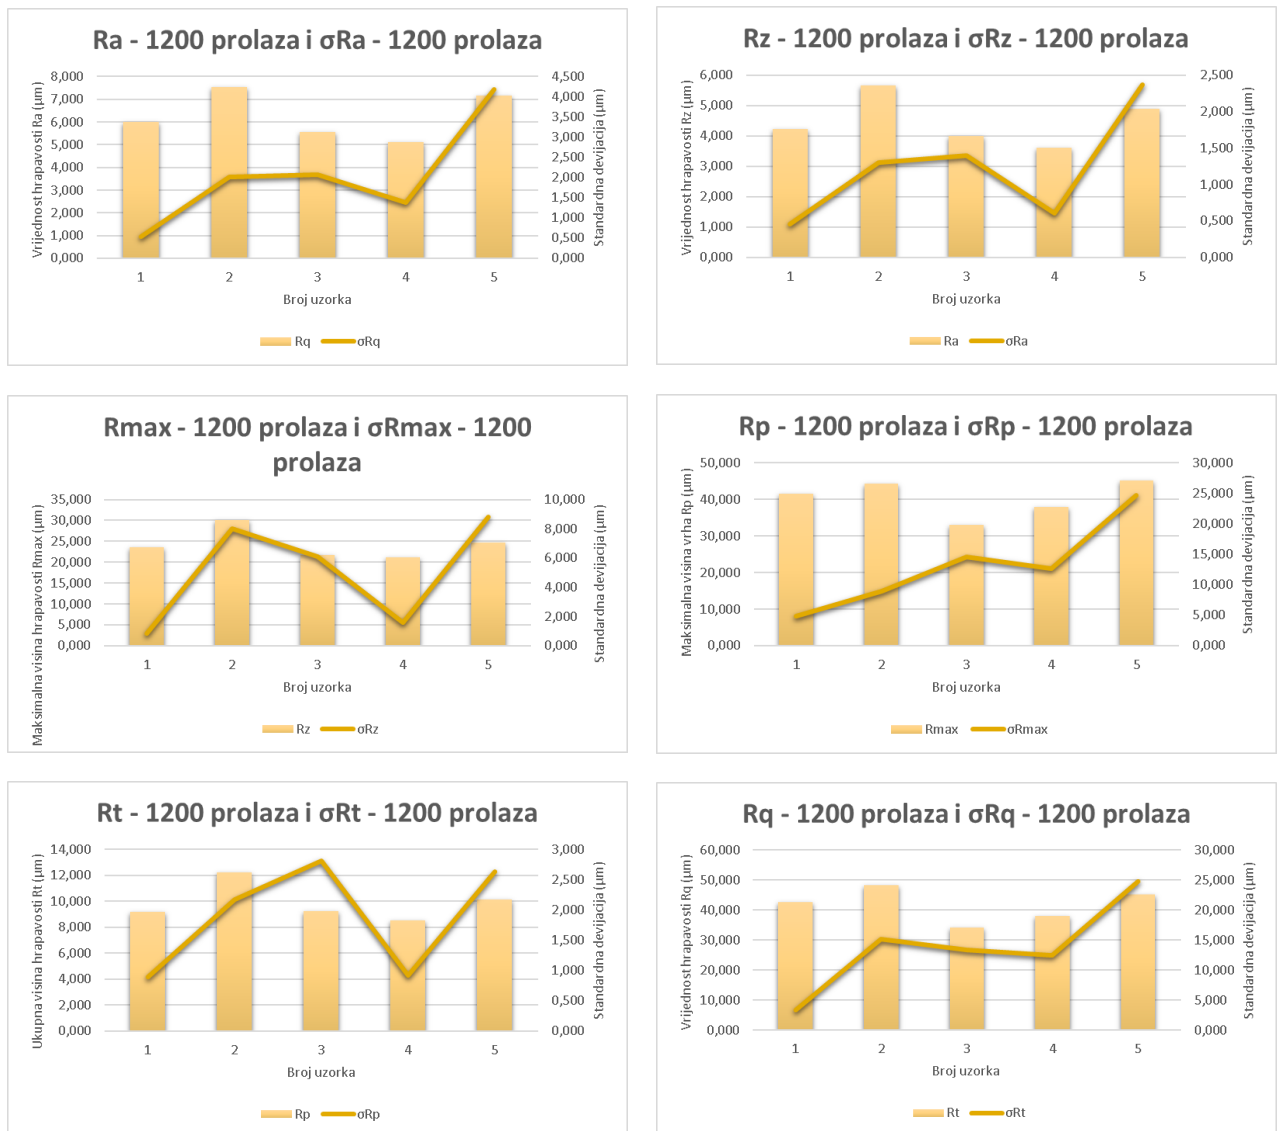 Ra - 1200 prolaza i σRa - 1200 prolaza
Vrijednost hrapavosti Ra (µm)
8,000
7,000
6,000
5,000
4,000
3,000
2,000
1,000
0,000
4,500
4,000
3,500
3,000
2,500
2,000
1,500
1,000
0,500
0,000
Standardna devijacija (µm)
1 2 3 4 5
Broj uzorka
Rq σRq
Rz - 1200 prolaza i σRz - 1200 prolaza
Vrijednost hrapavosti Rz (µm)
6,000
5,000
4,000
3,000
2,000
1,000
0,000
2,500
2,000
1,500
1,000
0,500
0,000
Standardna devijacija (µm)
1 2 3 4 5
Broj uzorka
Ra σRa
Rmax - 1200 prolaza i σRmax - 1200
prolaza
Maksimalna visina hrapavosti Rmax (µm)
35,000
30,000
25,000
20,000
15,000
10,000
5,000
0,000
10,000
8,000
6,000
4,000
2,000
0,000
Standardna devijacija (µm)
1 2 3 4 5
Broj uzorka
Rz σRz
Rp - 1200 prolaza i σRp - 1200 prolaza
Maksimalna visina vrha Rp (µm)
50,000
40,000
30,000
20,000
10,000
0,000
30,000
25,000
20,000
15,000
10,000
5,000
0,000
Standardna devijacija (µm)
1 2 3 4 5
Broj uzorka
Rmax σRmax
Rt - 1200 prolaza i σRt - 1200 prolaza
Ukupna visina hrapavosti Rt (µm)
14,000
12,000
10,000
8,000
6,000
4,000
2,000
0,000
3,000
2,500
2,000
1,500
1,000
0,500
0,000
Standardna devijacija (µm)
1 2 3 4 5
Broj uzorka
Rp σRp
Rq - 1200 prolaza i σRq - 1200 prolaza
Vrijednost hrapavosti Rq (µm)
60,000
50,000
40,000
30,000
20,000
10,000
0,000
30,000
25,000
20,000
15,000
10,000
5,000
0,000
Standardna devijacija (µm)
1 2 3 4 5
Broj uzorka
Rt σRt